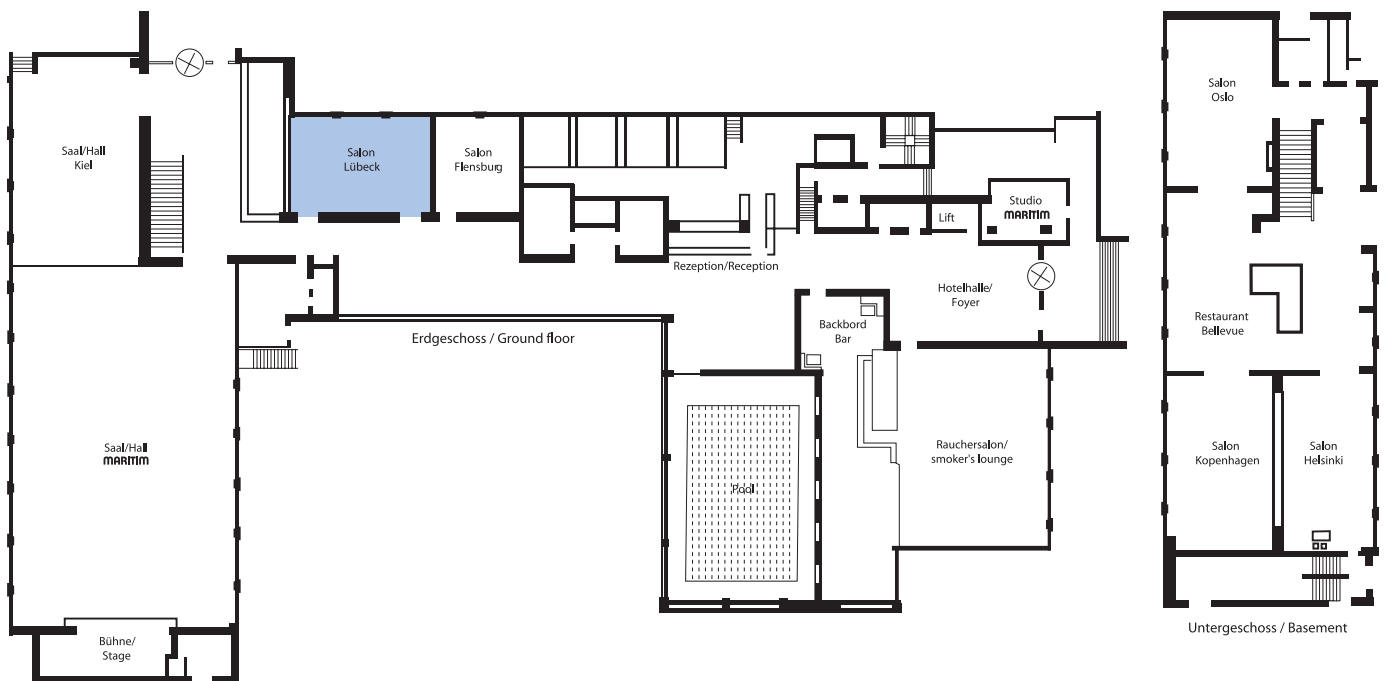 Saal/Hall
Kiel
Salon
Lübeck
Salon
Flensburg
Lift
Studio
MARITIM
Rezeption/Reception
Hotelhalle/
Foyer
Erdgeschoss / Ground floor
Backbord
Bar
Saal/Hall
MARITIM
Rauchersalon/
smoker's lounge
Pool
Bühne/
Stage
Salon
Oslo
Restaurant
Bellevue
Salon
Kopenhagen
Salon
Helsinki
Untergeschoss / Basement